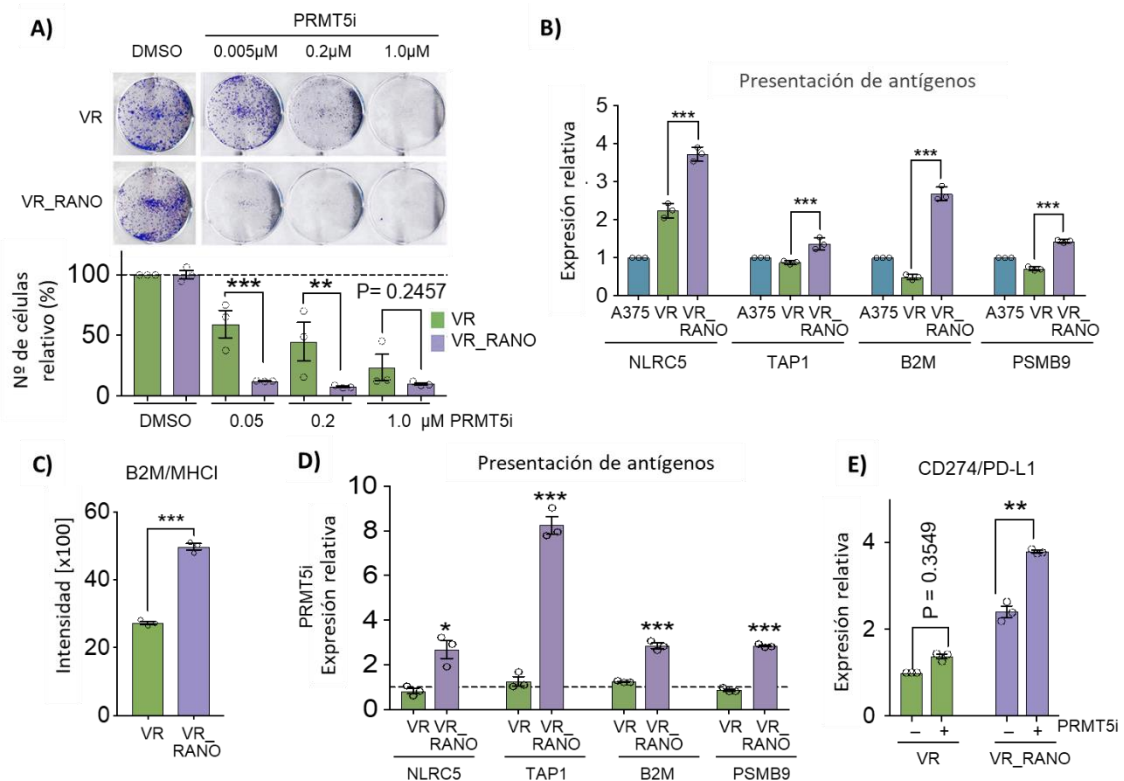 A)
PRMT5i
DMSO 0.005µM 0.2µM 1.0µM
VR
VR_RANO
Nº de células
relativo (%)
100
50
0
*** ** P= 0.2457
VR
VR_RANO
DMSO 0.05 0.2 1.0 µM PRMT5i
B)
Presentación de antígenos
Expresión relativa
5
4
3
2
1
0
*** *** *** ***
A375 VR VR_ RANO A375 VR VR_ RANO A375 VR VR_ RANO A375 VR VR_ RANO
NLRC5 TAP1 B2M PSMB9
C)
B2M/MHCI
Intensidad [x100]
60
40
20
0
***
VR VR_
RANO
D)
Presentación de antígenos
PRMT5i
Expresión relativa
10
8
6
4
2
0
* *** *** ***
VR VR_ RANO VR VR_ RANO VR VR_ RANO VR VR_ RANO
NLRC5 TAP1 B2M PSMB9
E)
CD274/PD-L1
Expresión relativa
4
2
0
P = 0.3549
**
– + – + PRMT5i
VR VR_RANO